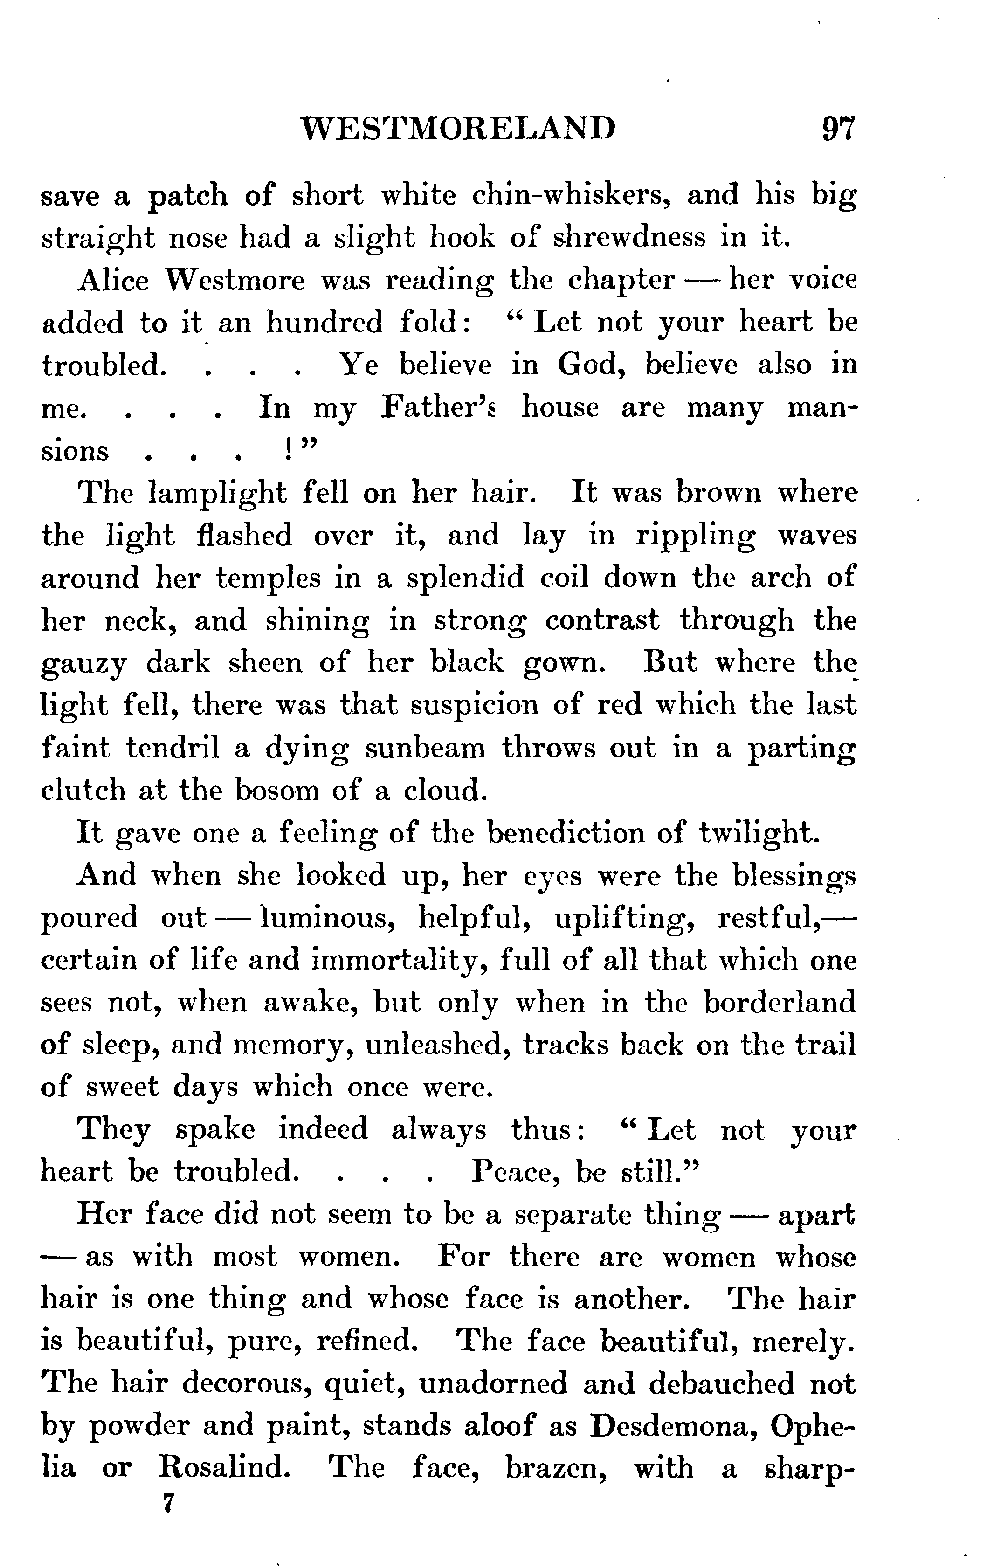 WESTMORELAND 97
save a patch of short white chin-whiskers, and his big
straight nose had a slight hook of shrewdness in it.
Alice Westmore was reading the chapter — her voice
added to it an hundred fold: “ Let not your heart be
troubled. . . . Ye believe in God, believe also in
me. . . . In my Father’s house are many man-
sions . . . !”
The lamplight fell on her hair. It was brown where
the light flashed over it, and lay in rippling waves
around her temples in a splendid coil down the arch of
her neck, and shining in strong contrast through the
gauzy dark sheen of her black gown. But where the
light fell, there was that suspicion of red which the last
faint tendril a dying sunbeam throws out in a parting
clutch at the bosom of a cloud.
It gave one a feeling of the benediction of twilight.
And when she looked up, her eyes were the blessings
poured out — luminous, helpful, uplifting, restful,—
certain of life and immortality, full of all that which one
sees not, when awake, but only when in the borderland
of sleep, and memory, unleashed, tracks back on the trail
of sweet days which once were.
They spake indeed always thus: “ Let not your
heart be troubled. . . . Peace, be still.”
Her face did not seem to be a separate thing — apart
— as with most women. For there are women whose
hair is one thing and whose face is another. The hair
is beautiful, pure, refined. The face beautiful, merely.
The hair decorous, quiet, unadorned and debauched not
by powder and paint, stands aloof as Desdemona, Ophe-
lia or Rosalind. The face, brazen, with a sharp-
7